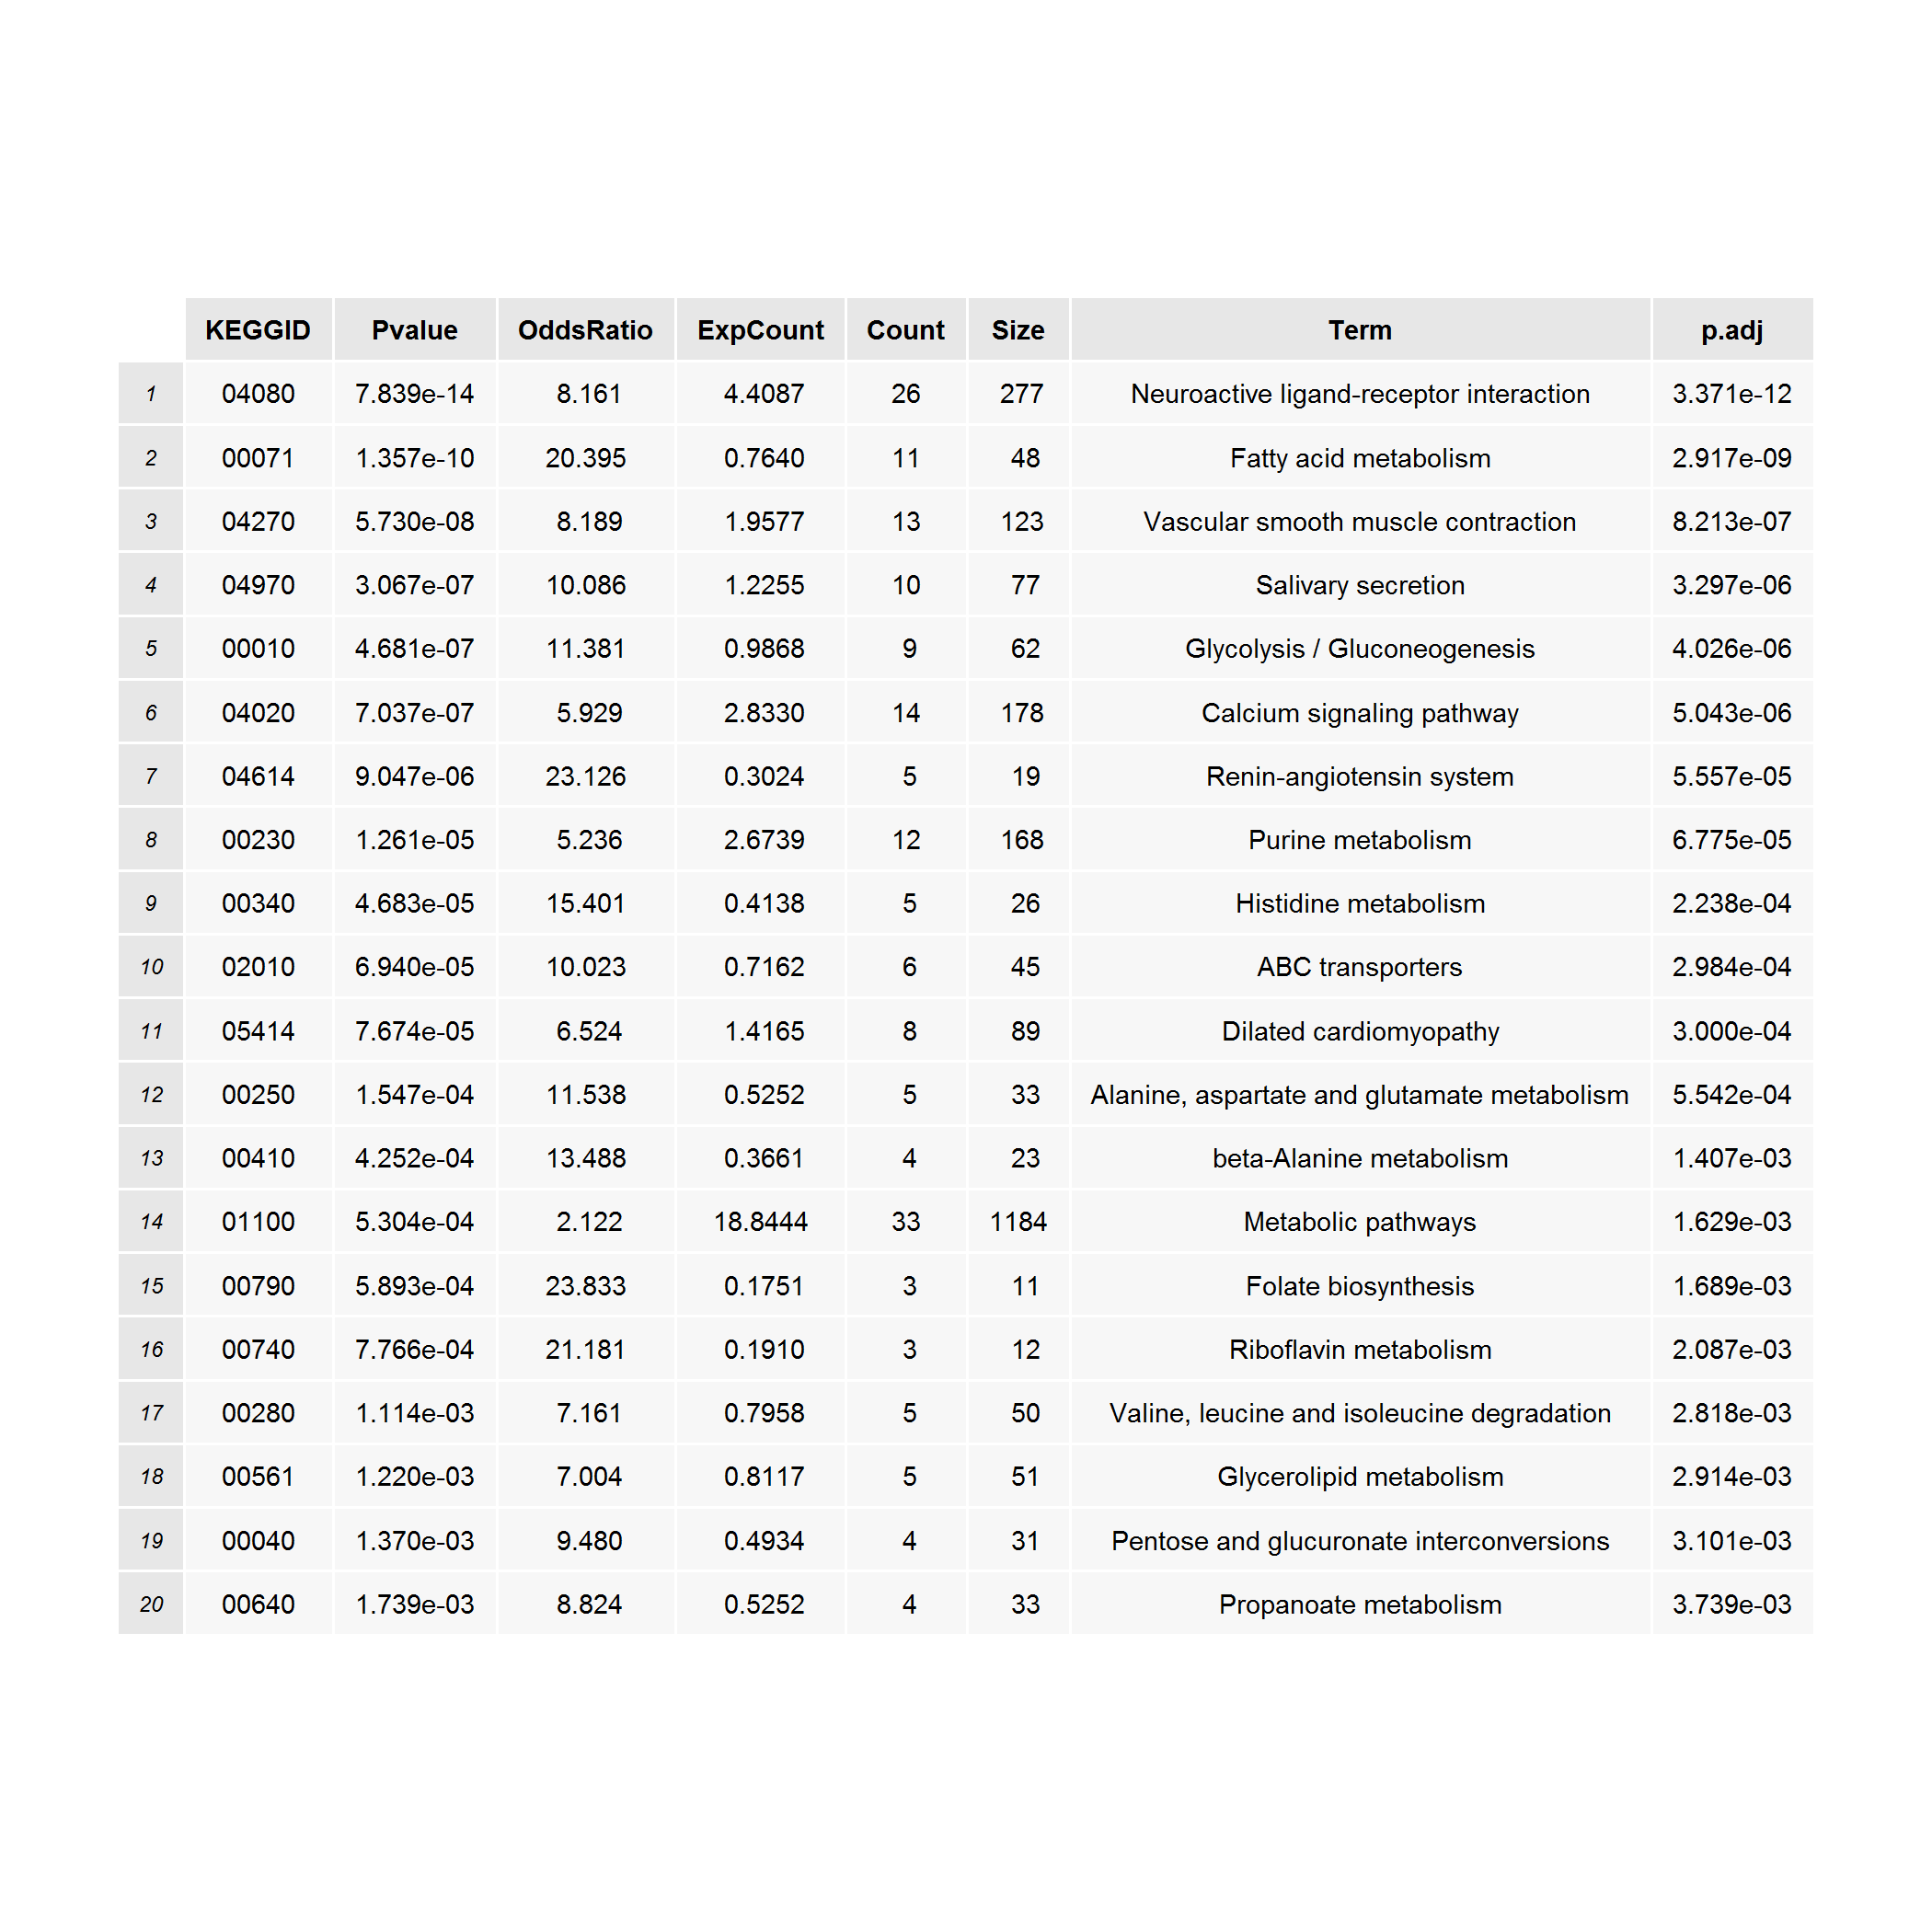 KEGGID Pvalue OddsRatio ExpCount Count Size Term p.adj
1 04080 7.839e-14 8.161 4.4087 26 277 Neuroactive ligand-receptor interaction 3.371e-12
2 00071 1.357e-10 20.395 0.7640 11 48 Fatty acid metabolism 2.917e-09
3 04270 5.730e-08 8.189 1.9577 13 123 Vascular smooth muscle contraction 8.213e-07
4 04970 3.067e-07 10.086 1.2255 10 77 Salivary secretion 3.297e-06
5 00010 4.681e-07 11.381 0.9868 9 62 Glycolysis / Gluconeogenesis 4.026e-06
6 04020 7.037e-07 5.929 2.8330 14 178 Calcium signaling pathway 5.043e-06
7 04614 9.047e-06 23.126 0.3024 5 19 Renin-angiotensin system 5.557e-05
8 00230 1.261e-05 5.236 2.6739 12 168 Purine metabolism 6.775e-05
9 00340 4.683e-05 15.401 0.4138 5 26 Histidine metabolism 2.238e-04
10 02010 6.940e-05 10.023 0.7162 6 45 ABC transporters 2.984e-04
11 05414 7.674e-05 6.524 1.4165 8 89 Dilated cardiomyopathy 3.000e-04
12 00250 1.547e-04 11.538 0.5252 5 33 Alanine, aspartate and glutamate metabolism 5.542e-04
13 00410 4.252e-04 13.488 0.3661 4 23 beta-Alanine metabolism 1.407e-03
14 01100 5.304e-04 2.122 18.8444 33 1184 Metabolic pathways 1.629e-03
15 00790 5.893e-04 23.833 0.1751 3 11 Folate biosynthesis 1.689e-03
16 00740 7.766e-04 21.181 0.1910 3 12 Riboflavin metabolism 2.087e-03
17 00280 1.114e-03 7.161 0.7958 5 50 Valine, leucine and isoleucine degradation 2.818e-03
18 00561 1.220e-03 7.004 0.8117 5 51 Glycerolipid metabolism 2.914e-03
19 00040 1.370e-03 9.480 0.4934 4 31 Pentose and glucuronate interconversions 3.101e-03
20 00640 1.739e-03 8.824 0.5252 4 33 Propanoate metabolism 3.739e-03